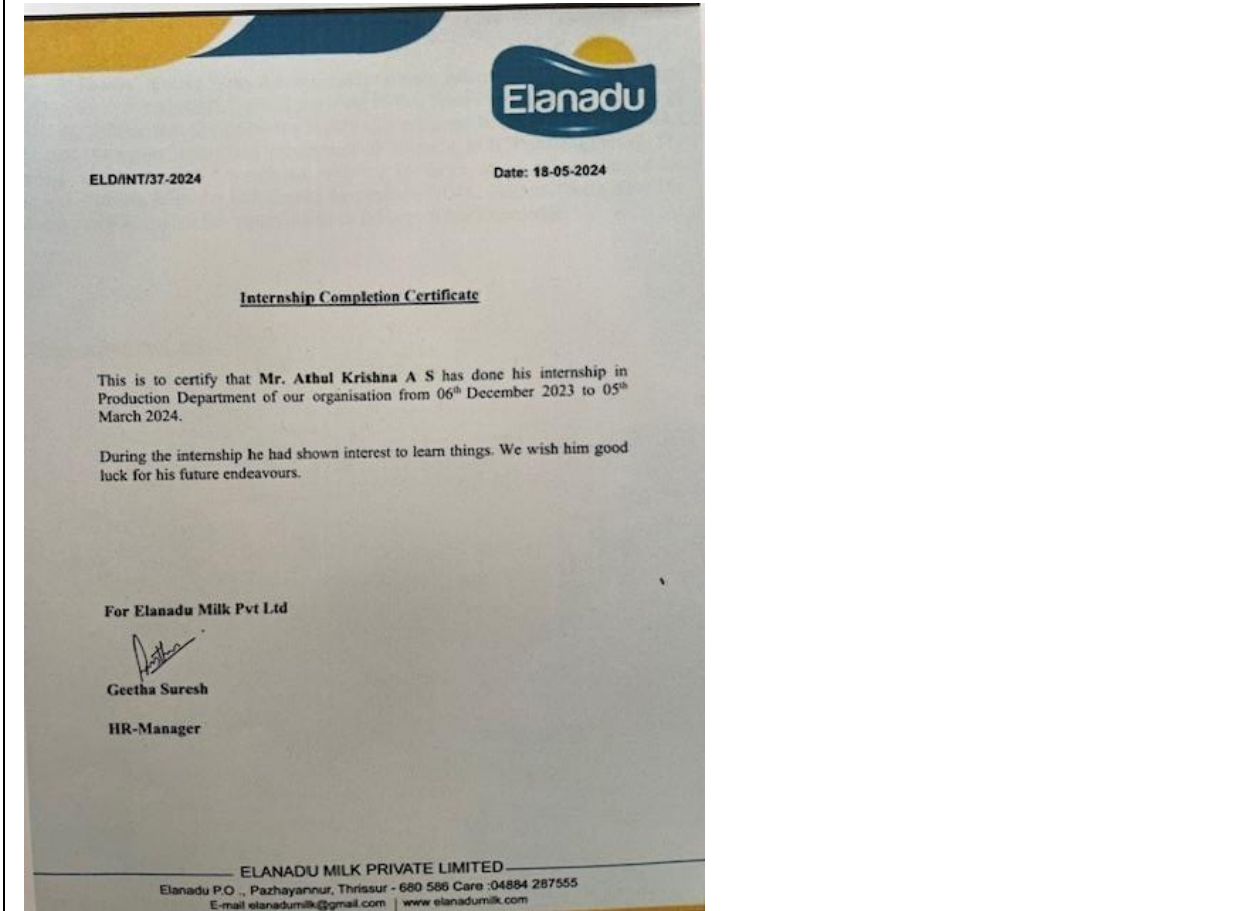 Elanadu
ELD/INT/37-2024
Date: 18-05-2024
Internship Completion Certificate
This is to certify that Mr. Athul Krishna A S has done his internship in
Production Department of our organisation from 06th December 2023 to 05th
March 2024.
During the internship he had shown interest to learn things. We wish him good
luck for his future endeavours.
For Elanadu Milk Pvt Ltd
Geetha Suresh
HR-Manager
ELANADU MILK PRIVATE LIMITED
Elanadu P.O ., Pazhayannur, Thrissur - 680 586 Care :04884 287555
E-mail elanadumilk@gmail.com | www elanadumilk.com